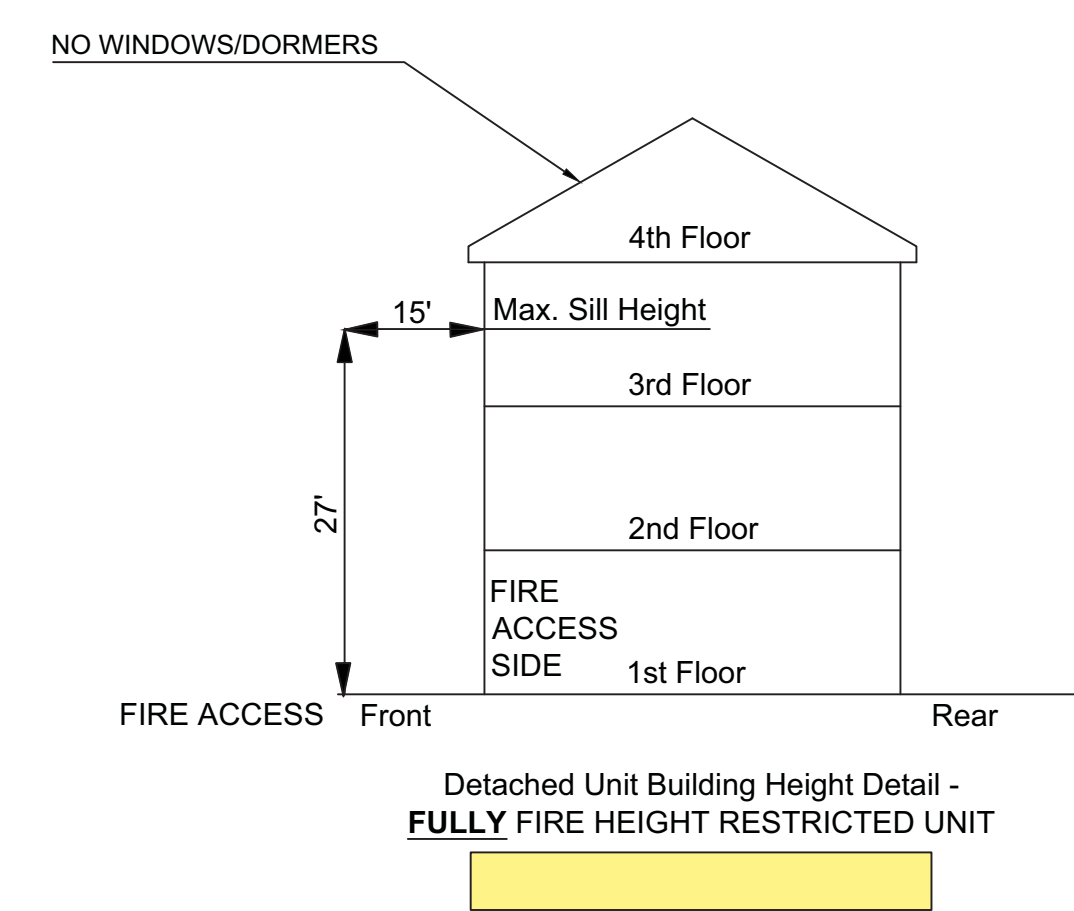 NO WINDOWS/DORMERS
4th Floor
15'
Max. Sill Height
3rd Floor
27'
2nd Floor
FIRE
ACCESS
SIDE
1st Floor
FIRE ACCESS
Front
Rear
Detached Unit Building Height Detail -
FULLY FIRE HEIGHT RESTRICTED UNIT